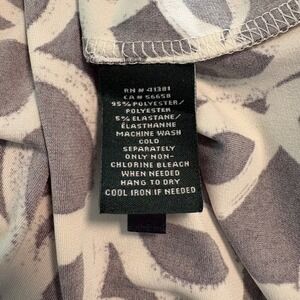 RN # 41381
CA # 56658
95% POLYESTER/
POLYESTER
5% ELASTANE/
ÉLASTHANNE
MACHINE WASH
COLD
SEPARATELY
ONLY NON-
CHLORINE BLEACH
WHEN NEEDED
HANG TO DRY
COOL IRON IF NEEDED